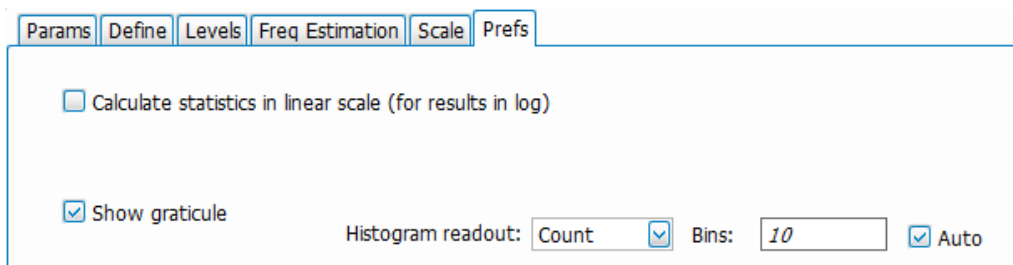 Params Define Levels Freq Estimation Scale Prefs
Calculate statistics in linear scale (for results in log)
Show graticule
Histogram readout: Count Bins: 10 Auto